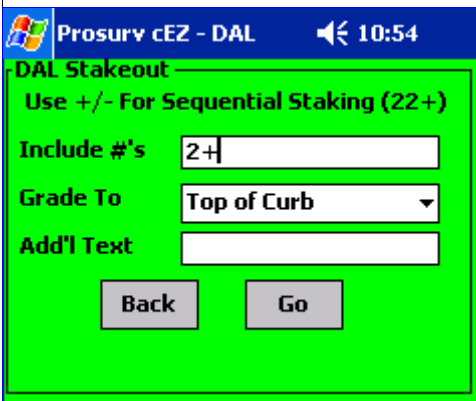 Prosurv cEZ - DAL 10:54
DAL Stakeout
Use +/- For Sequential Staking (22+)
Include #'s 2+
Grade To Top of Curb
Add'l Text
Back Go